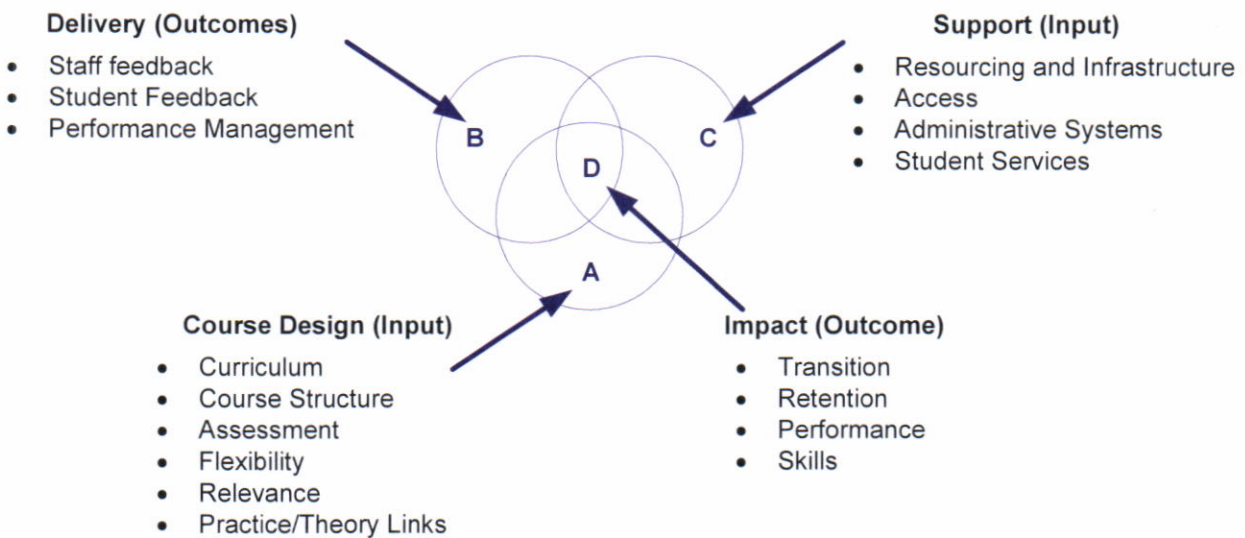 Delivery (Outcomes)
• Staff feedback
• Student Feedback
• Performance Management
Support (Input)
• Resourcing and Infrastructure
• Access
• Administrative Systems
• Student Services
B
C
D
A
Course Design (Input)
• Curriculum
• Course Structure
• Assessment
• Flexibility
• Relevance
• Practice/Theory Links
Impact (Outcome)
• Transition
• Retention
• Performance
• Skills